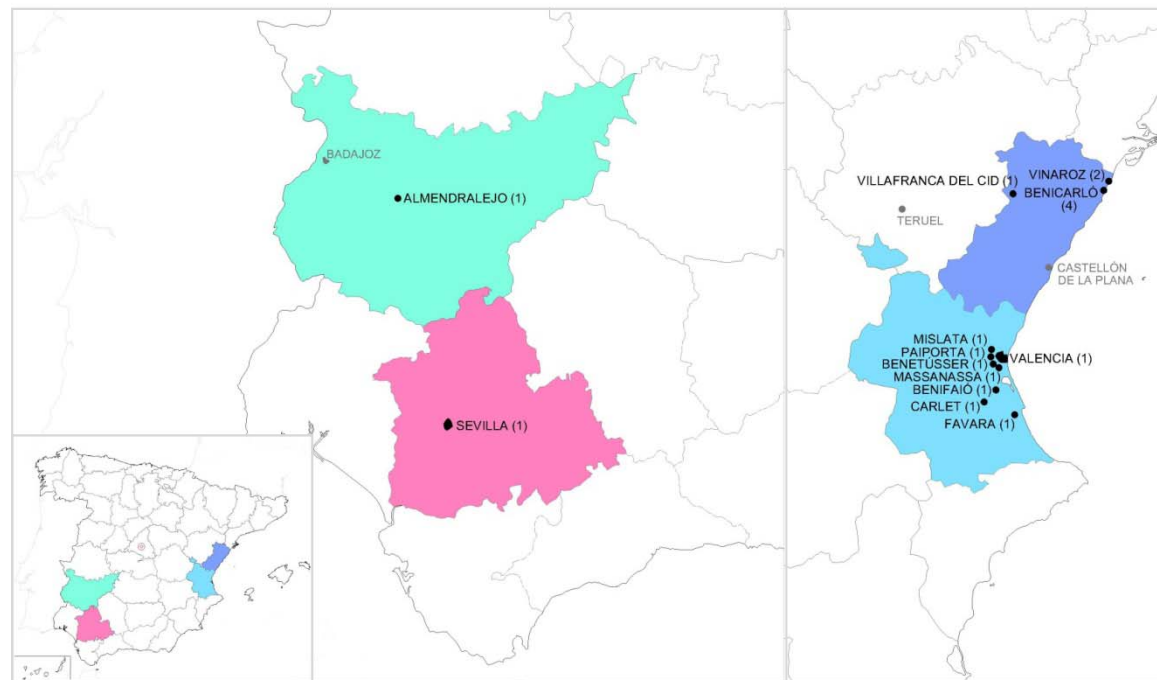 BADAJOZ
ALMENDRALEJO (1)
SEVILLA (1)
VILLAFRANCA DEL CID (1)
VINAROZ (2)
BENICARLÓ
(4)
TERUEL
CASTELLÓN
DE LA PLANA
MISLATA (1)
PAIPORTA (1)
VALENCIA (1)
BENETÚSSER (1)
MASSANASSA (1)
BENIFAIÓ (1)
CARLET (1)
FAVARA (1)